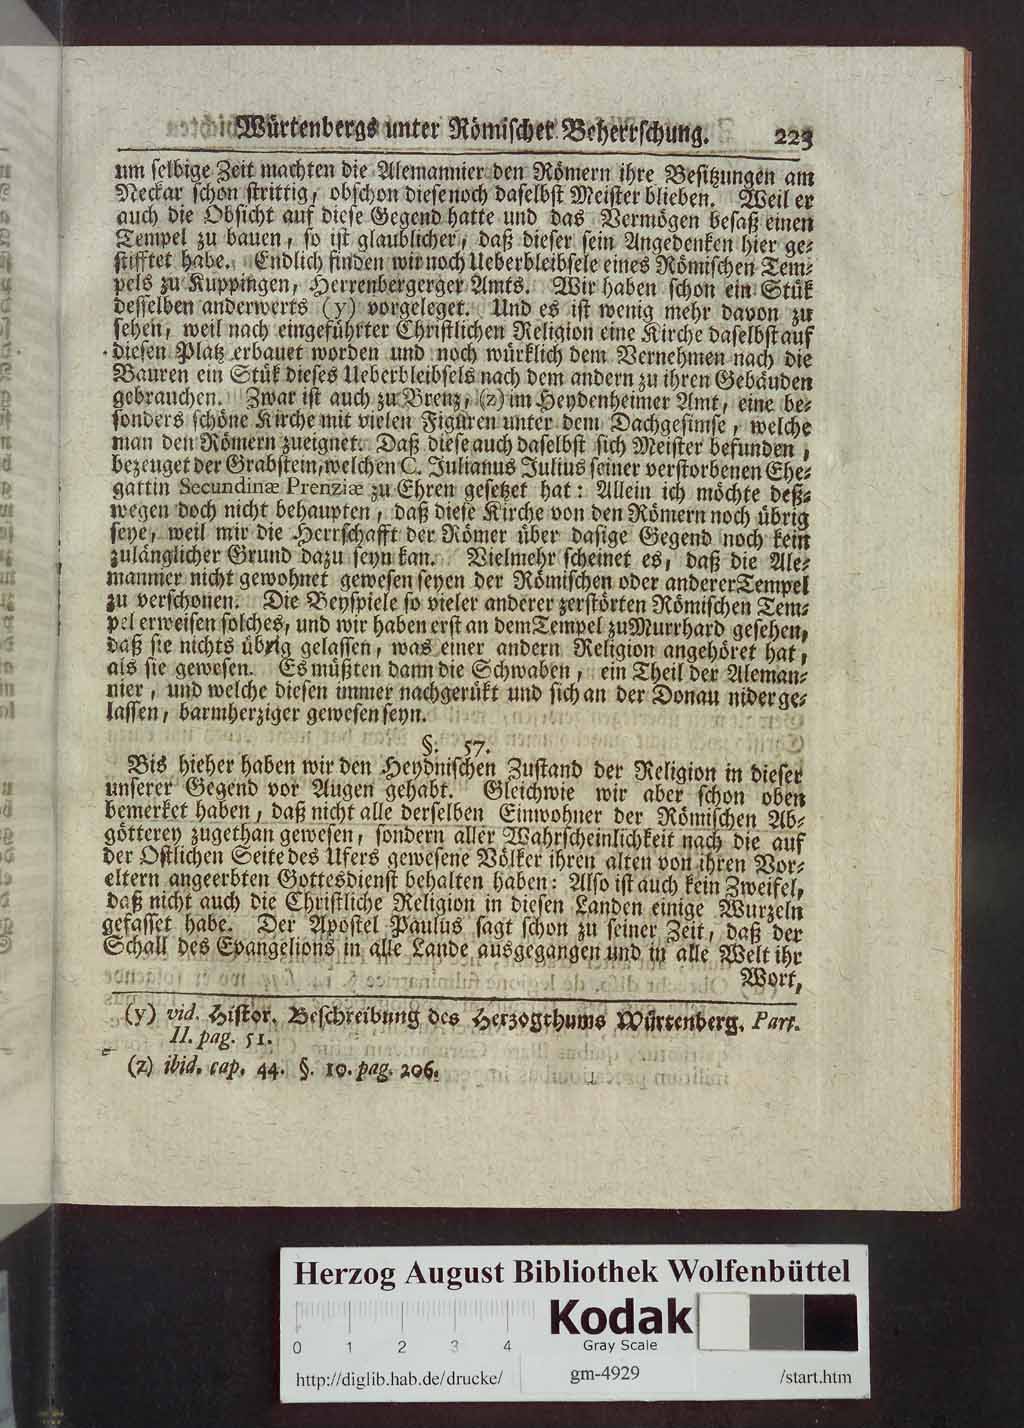 Würtenbergs unter Römischer Beherrschung. 223
um selbige Zeit machten die Alemannier den Römern ihre Besitzungen am
Neckar schon strittig, obschon diese noch daselbst Meister blieben. Weil er
auch die Obsicht auf diese Gegend hatte und das Vermögen besaß einen
Tempel zu bauen, so ist glaublicher, daß dieser sein Angedenken hier ge-
stifftet habe. Endlich finden wir noch Ueberbleibsele eines Römischen Tem-
pels zu Kuppingen, Herrenbergerger Amts. Wir haben schon ein Stük
desselben anderwerts (y) vorgeleget. Und es ist wenig mehr davon zu
sehen, weil nach eingeführter Christlichen Religion eine Kirche daselbst auf
diesen Platz erbauet worden und noch würklich dem Vernehmen nach die
Bauren ein Stük dieses Ueberbleibsels nach dem andern zu ihren Gebäuden
gebrauchen. Zwar ist auch zu Brenz, (z) im Heydenheimer Amt, eine be-
sonders schöne Kirche mit vielen Figuren unter dem Dachgesimse, welche
man den Römern zueignet. Daß diese auch daselbst sich Meister befunden,
bezeuget der Grabstein, welchen C. Julianus Julius seiner verstorbenen Ehe-
gattin Secundinæ Prenziæ zu Ehren gesetzet hat: Allein ich möchte deß-
wegen doch nicht behaupten, daß diese Kirche von den Römern noch übrig
seye, weil mir die Herrschafft der Römer über dasige Gegend noch kein
zulänglicher Grund dazu seyn kan. Vielmehr scheinet es, daß die Ale-
mannier nicht gewohnet gewesen seyen der Römischen oder anderer Tempel
zu verschonen. Die Beyspiele so vieler anderer zerstörten Römischen Tem-
pel erweisen solches, und wir haben erst an dem Tempel zu Murrhard gesehen,
daß sie nichts übrig gelassen, was einer andern Religion angehöret hat,
als sie gewesen. Es müßten dann die Schwaben, ein Theil der Aleman-
nier, und welche diesen immer nachgerükt und sich an der Donau niderge-
lassen, barmherziger gewesen seyn.
§. 57.
Bis hieher haben wir den Heydnischen Zustand der Religion in dieser
unserer Gegend vor Augen gehabt. Gleichwie wir aber schon oben
bemerket haben, daß nicht alle derselben Einwohner der Römischen Ab-
götterey zugethan gewesen, sondern aller Wahrscheinlichkeit nach die auf
der Östlichen Seite des Ufers gewesene Völker ihren alten von ihren Vor-
eltern angeerbten Gottesdienst behalten haben: Also ist auch kein Zweifel,
daß nicht auch die Christliche Religion in diesen Landen einige Wurzeln
gefasset habe. Der Apostel Paulus sagt schon zu seiner Zeit, daß der
Schall des Evangelions in alle Lande ausgegangen und in alle Welt ihr
Wort,
(y) vid. Histor. Beschreibung des Herzogthums Würtenberg. Part.
II. pag. 51.
(z) ibid. cap. 44. §. 10. pag. 206.
Herzog August Bibliothek Wolfenbüttel
Kodak
Gray Scale
0 1 2 3 4
http://diglib.hab.de/drucke/ gm-4929 /start.htm